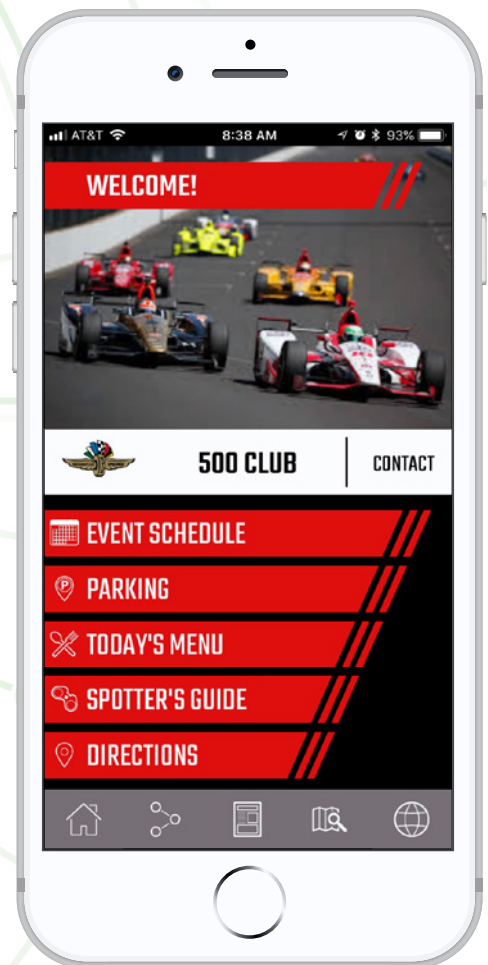 AT&T 8:38 AM 93%
WELCOME!
500 CLUB CONTACT
EVENT SCHEDULE
P PARKING
TODAY'S MENU
SPOTTER'S GUIDE
DIRECTIONS